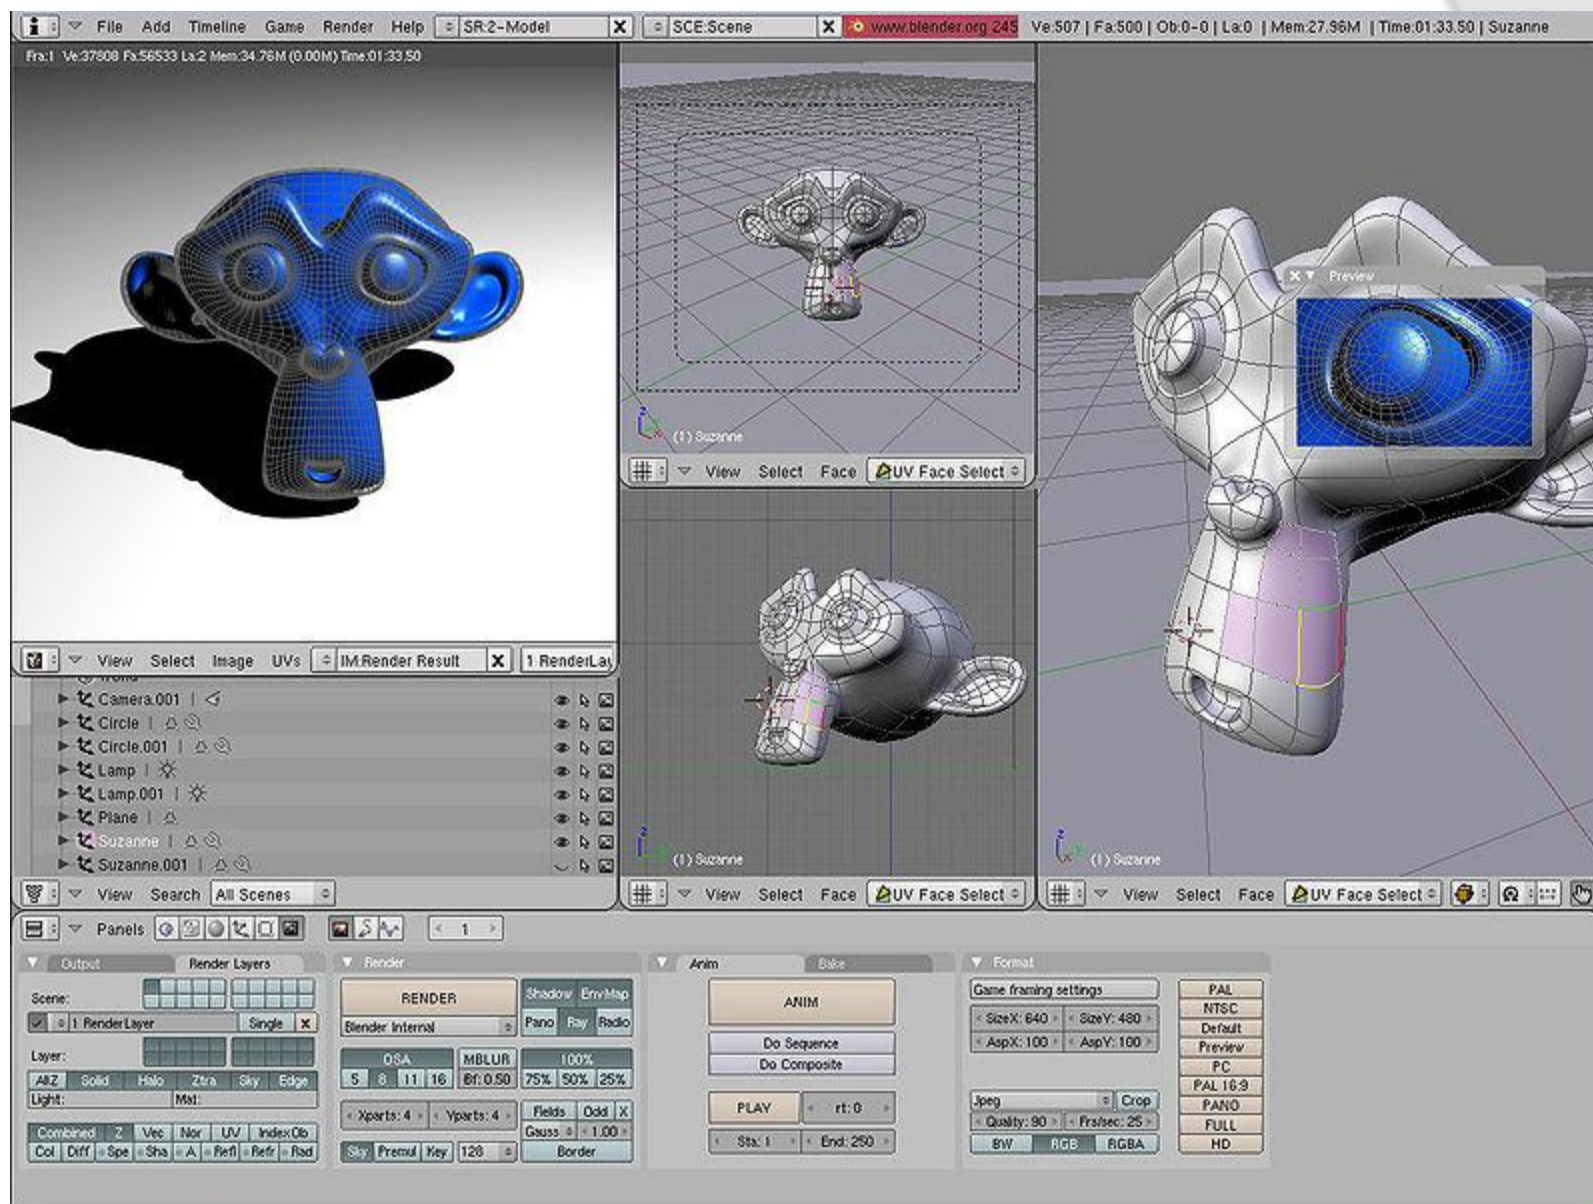 File Add Timeline Game Render Help SR:2-Model X SCE:Scene X www.blender.org 245 Ve:507 | Fa:500 | Ob:0-0 | La:0 | Mem:27.96M | Time:01:33.50 | Suzanne
Fra:1 Ve:37808 Fa:56533 La:2 Mem:34.76M (0.00M) Time:01:33.50
Preview
(1) Suzanne
View Select Face UV Face Select
View Select Image UVs IM:Render Result X 1 RenderLay
Camera.001
Circle
Circle.001
Lamp
Lamp.001
Plane
Suzanne
Suzanne.001
View Search All Scenes
(1) Suzanne
View Select Face UV Face Select
(1) Suzanne
View Select Face UV Face Select
Panels 1
Output Render Layers
Scene:
1 RenderLayer Single X
Layer:
AllZ Solid Halo Ztra Sky Edge
Light: Mat:
Combined Z Vec Nor UV IndexOb
Col Diff Spe Sha A Refl Refr Rad
Render
RENDER
Blender Internal
Shadow EnvMap
Pano Ray Radio
OSA MBLUR 100%
5 8 11 16 Bf: 0.50 75% 50% 25%
Xparts: 4 Yparts: 4 Fields Odd X
Gauss 1.00
Sky Premul Key 128 Border
Anim Bake
ANIM
Do Sequence
Do Composite
PLAY rt: 0
Sta: 1 End: 250
Format
Game framing settings
SizeX: 640 SizeY: 480
AspX: 100 AspY: 100
Jpeg Crop
Quality: 90 Frs/sec: 25
BW RGB RGBA
PAL
NTSC
Default
Preview
PC
PAL 16:9
PANO
FULL
HD